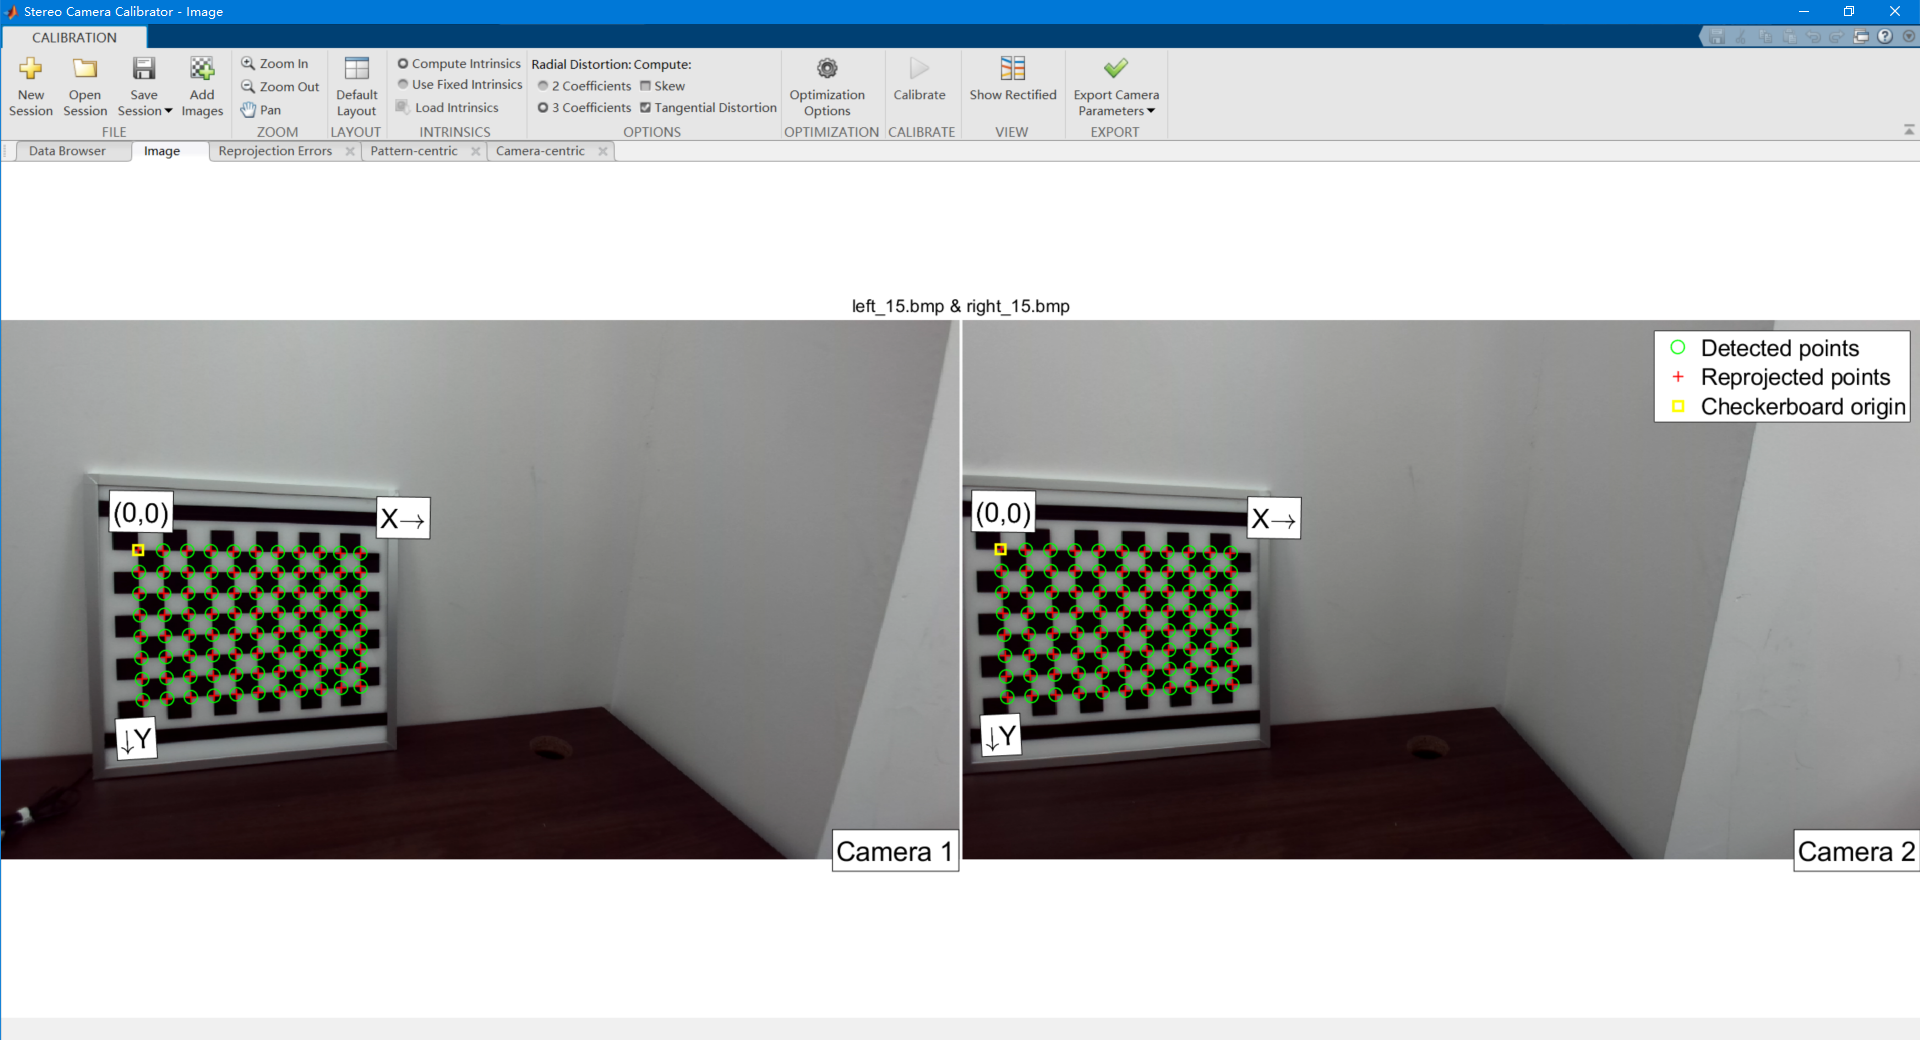 Stereo Camera Calibrator - Image
CALIBRATION
New Session
Open Session
Save Session
Add Images
FILE
Zoom In
Zoom Out
Pan
ZOOM
Default Layout
LAYOUT
Compute Intrinsics
Use Fixed Intrinsics
Load Intrinsics
INTRINSICS
Radial Distortion: Compute:
2 Coefficients Skew
3 Coefficients Tangential Distortion
OPTIONS
Optimization Options
OPTIMIZATION
Calibrate
CALIBRATE
Show Rectified
VIEW
Export Camera Parameters
EXPORT
Data Browser Image Reprojection Errors Pattern-centric Camera-centric
left_15.bmp & right_15.bmp
Detected points
Reprojected points
Checkerboard origin
(0,0) X→
↓Y
Camera 1
(0,0) X→
↓Y
Camera 2